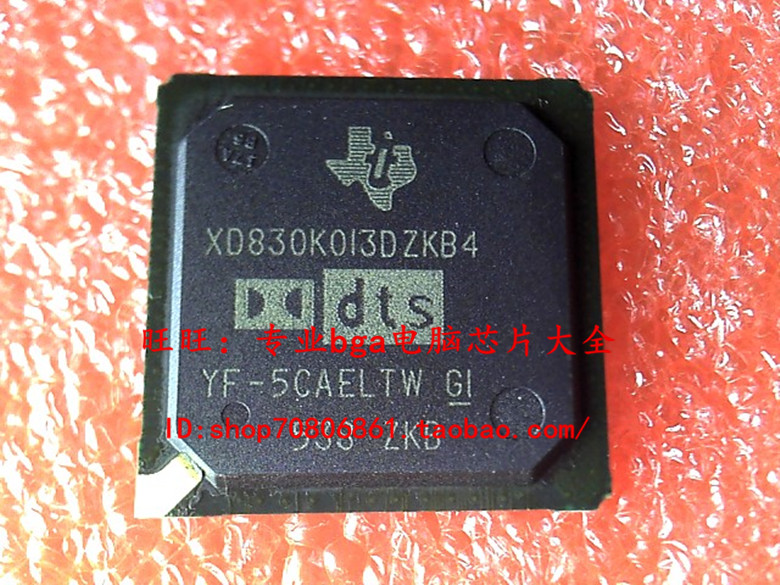 XD830K013DZKB4
dts
旺旺：专业bga电脑芯片大全
YF-5CAELTW G1
ID:shop70806861.taobao.com/
ZKB